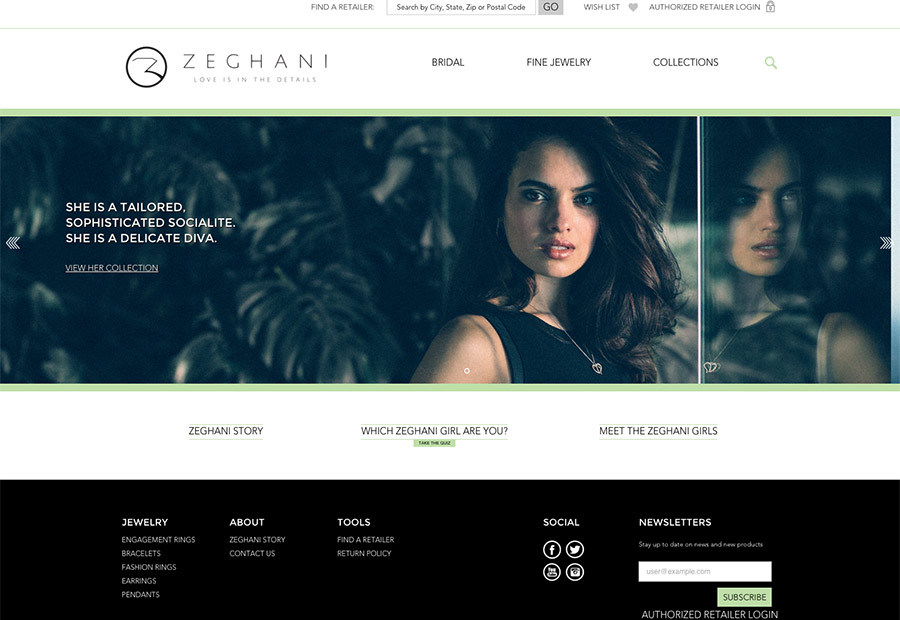 FIND A RETAILER: Search by City, State, Zip or Postal Code GO WISH LIST AUTHORIZED RETAILER LOGIN
ZEGHANI
LOVE IS IN THE DETAILS
BRIDAL FINE JEWELRY COLLECTIONS
SHE IS A TAILORED,
SOPHISTICATED SOCIALITE.
SHE IS A DELICATE DIVA.
VIEW HER COLLECTION
ZEGHANI STORY
WHICH ZEGHANI GIRL ARE YOU?
TAKE THE QUIZ
MEET THE ZEGHANI GIRLS
JEWELRY
ENGAGEMENT RINGS
BRACELETS
FASHION RINGS
EARRINGS
PENDANTS
ABOUT
ZEGHANI STORY
CONTACT US
TOOLS
FIND A RETAILER
RETURN POLICY
SOCIAL
NEWSLETTERS
Stay up to date on news and new products
user@example.com
SUBSCRIBE
AUTHORIZED RETAILER LOGIN